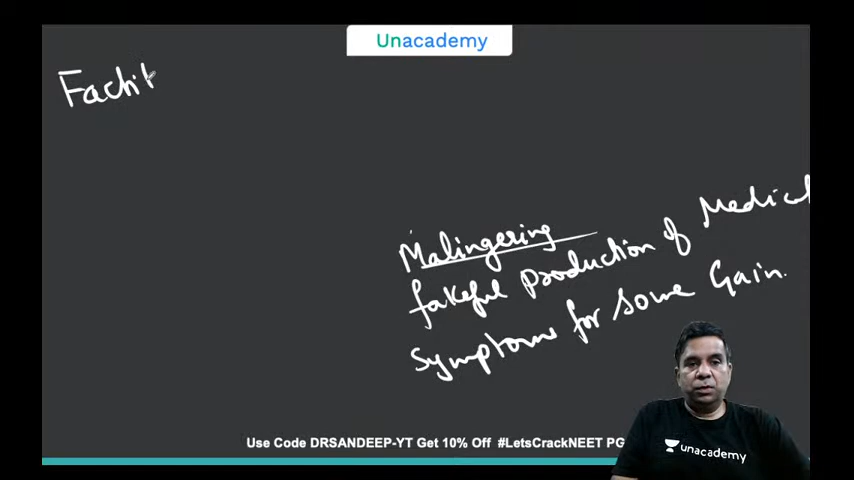 Unacademy
Factit
Malingering
fakeful production of Medical
symptoms for some Gain.
Use Code DRSANDEEP-YT Get 10% Off #LetsCrackNEET PG
unacademy